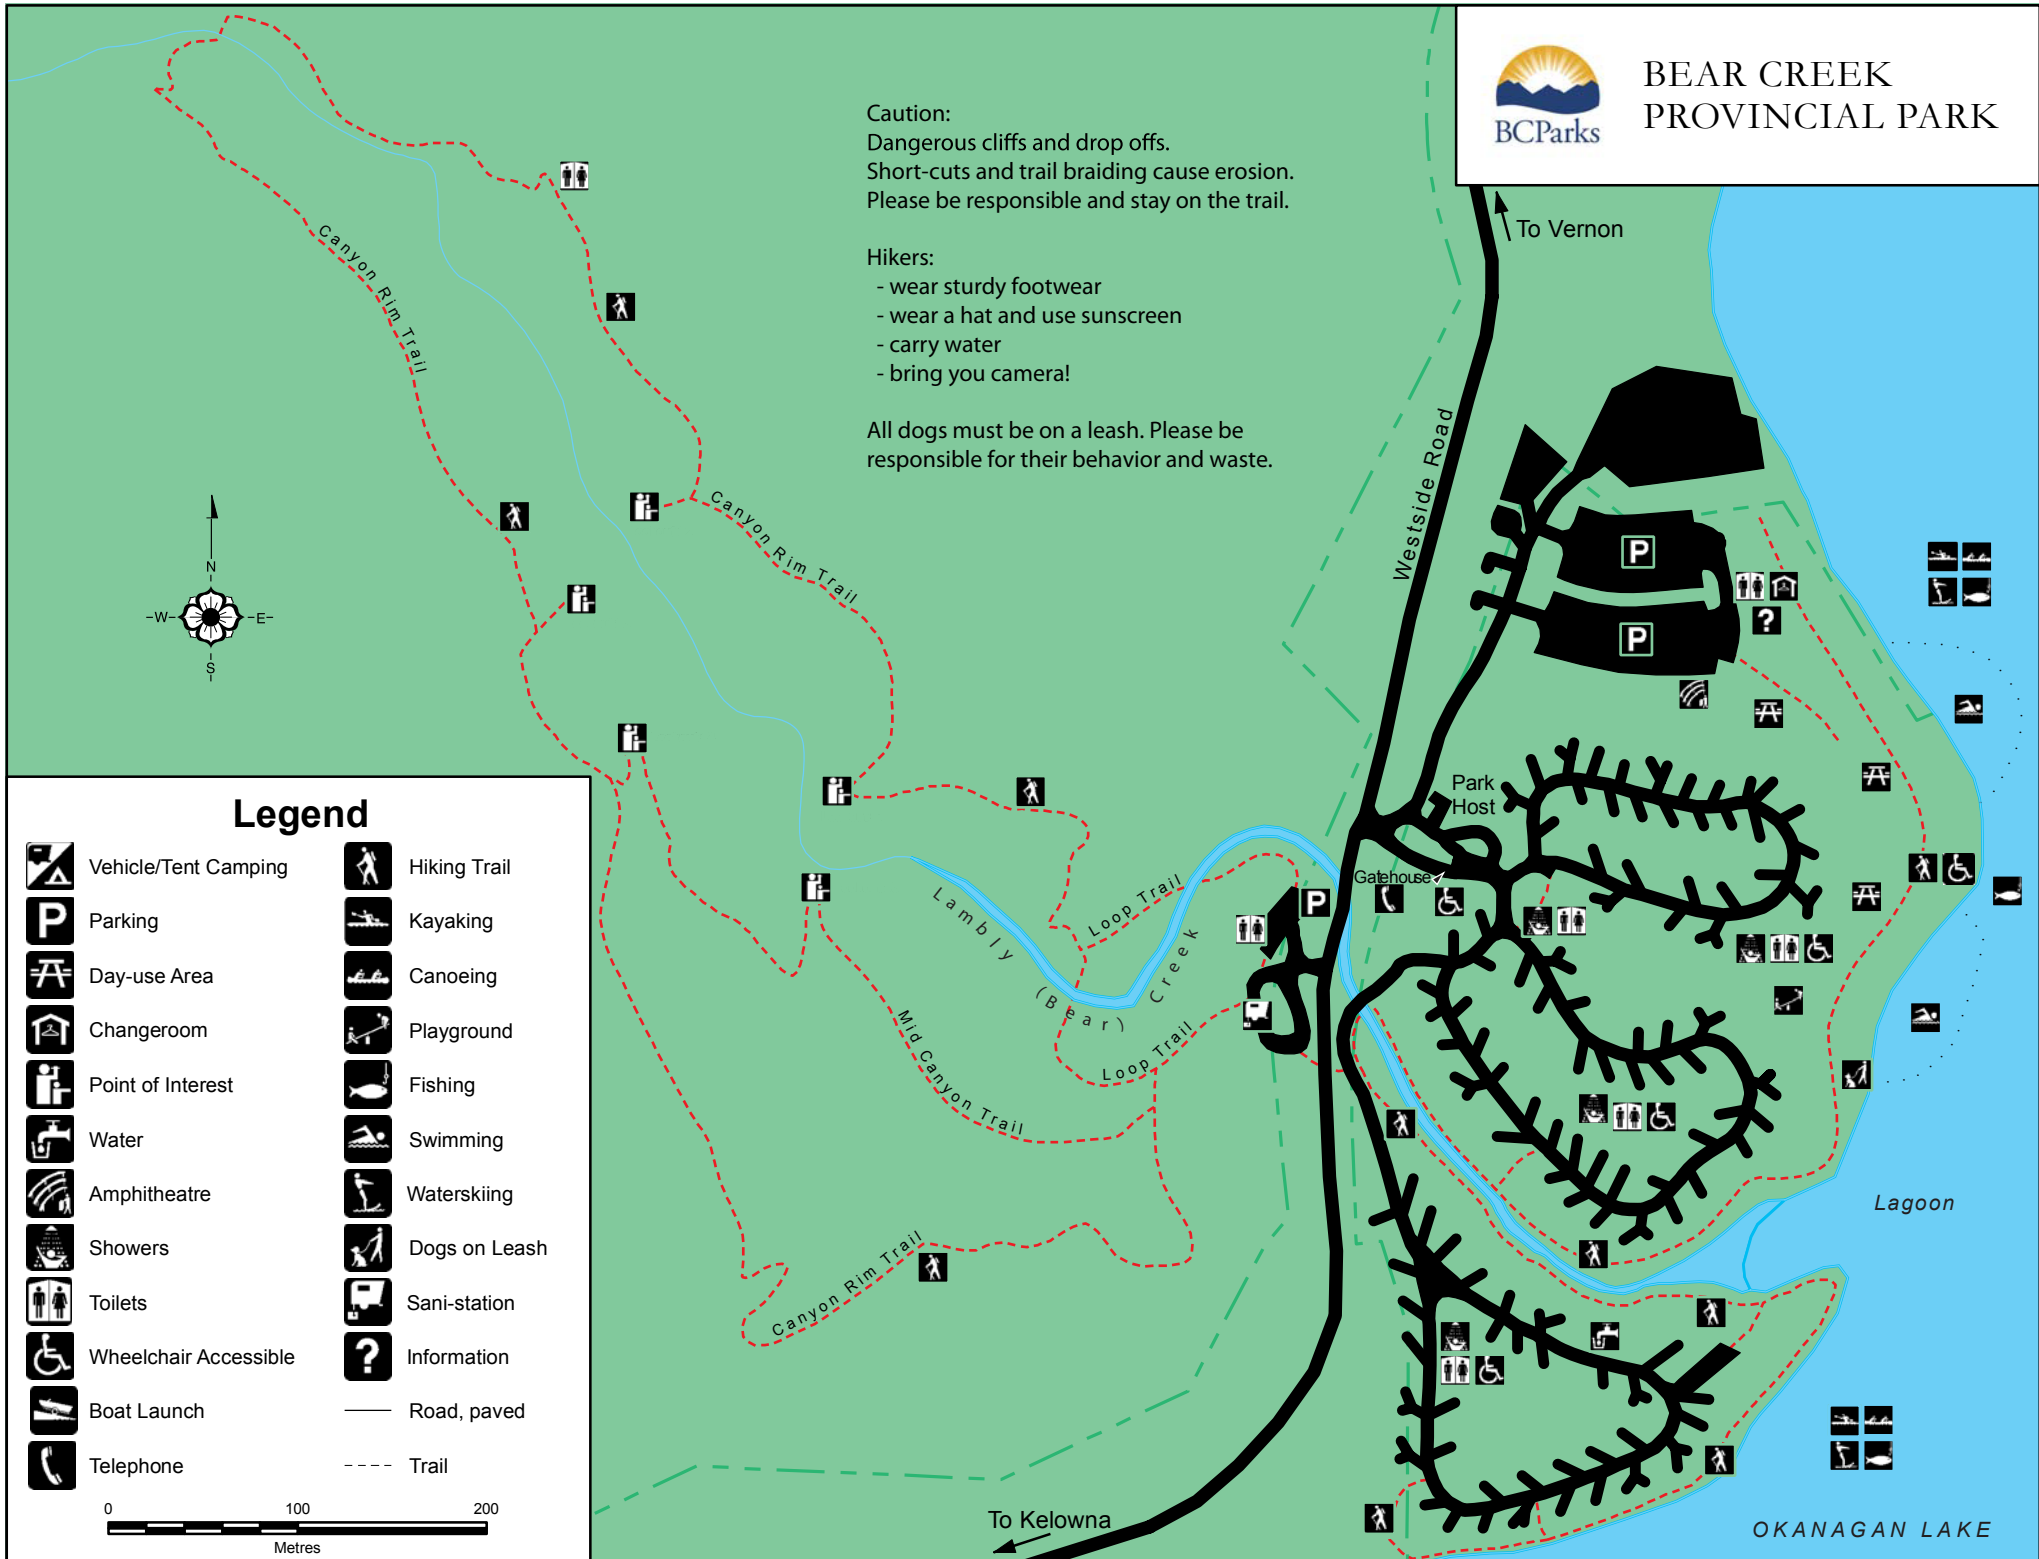 BCParks
BEAR CREEK
PROVINCIAL PARK
Caution:
Dangerous cliffs and drop offs.
Short-cuts and trail braiding cause erosion.
Please be responsible and stay on the trail.
Hikers:
- wear sturdy footwear
- wear a hat and use sunscreen
- carry water
- bring you camera!
All dogs must be on a leash. Please be
responsible for their behavior and waste.
To Vernon
Westside Road
Canyon Rim Trail
Canyon Rim Trail
N
W
E
S
P
P
?
Park
Host
Gatehouse
P
Loop Trail
Lambly
(Bear)
Creek
Loop Trail
Mid Canyon Trail
Canyon Rim Trail
Lagoon
OKANAGAN LAKE
To Kelowna
Legend
Vehicle/Tent Camping
P Parking
Day-use Area
Changeroom
Point of Interest
Water
Amphitheatre
Showers
Toilets
Wheelchair Accessible
Boat Launch
Telephone
Hiking Trail
Kayaking
Canoeing
Playground
Fishing
Swimming
Waterskiing
Dogs on Leash
Sani-station
? Information
Road, paved
Trail
0 100 200
Metres